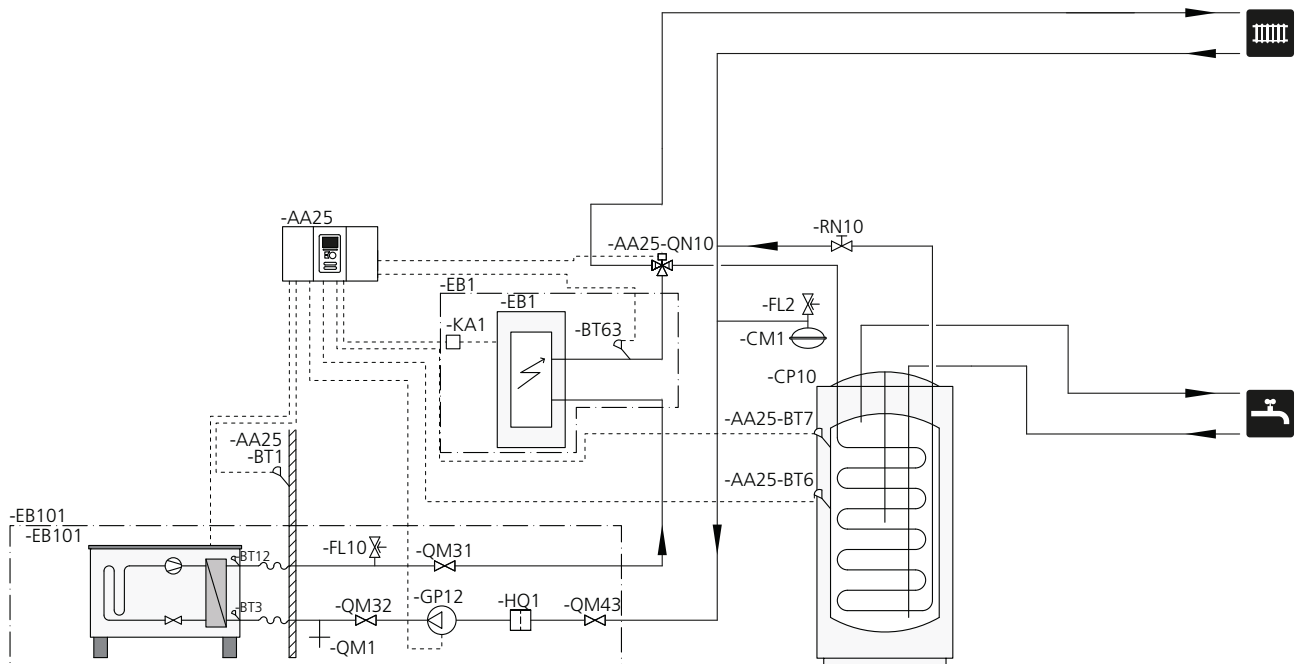 -AA25
-RN10
-AA25-QN10
-EB1
-EB1
-FL2
-KA1
-BT63
-CM1
-CP10
-AA25-BT7
-AA25
-BT1
-AA25-BT6
-EB101
-EB101
-BT12
-FL10
-QM31
-BT3
-QM32
-GP12
-HQ1
-QM43
-QM1